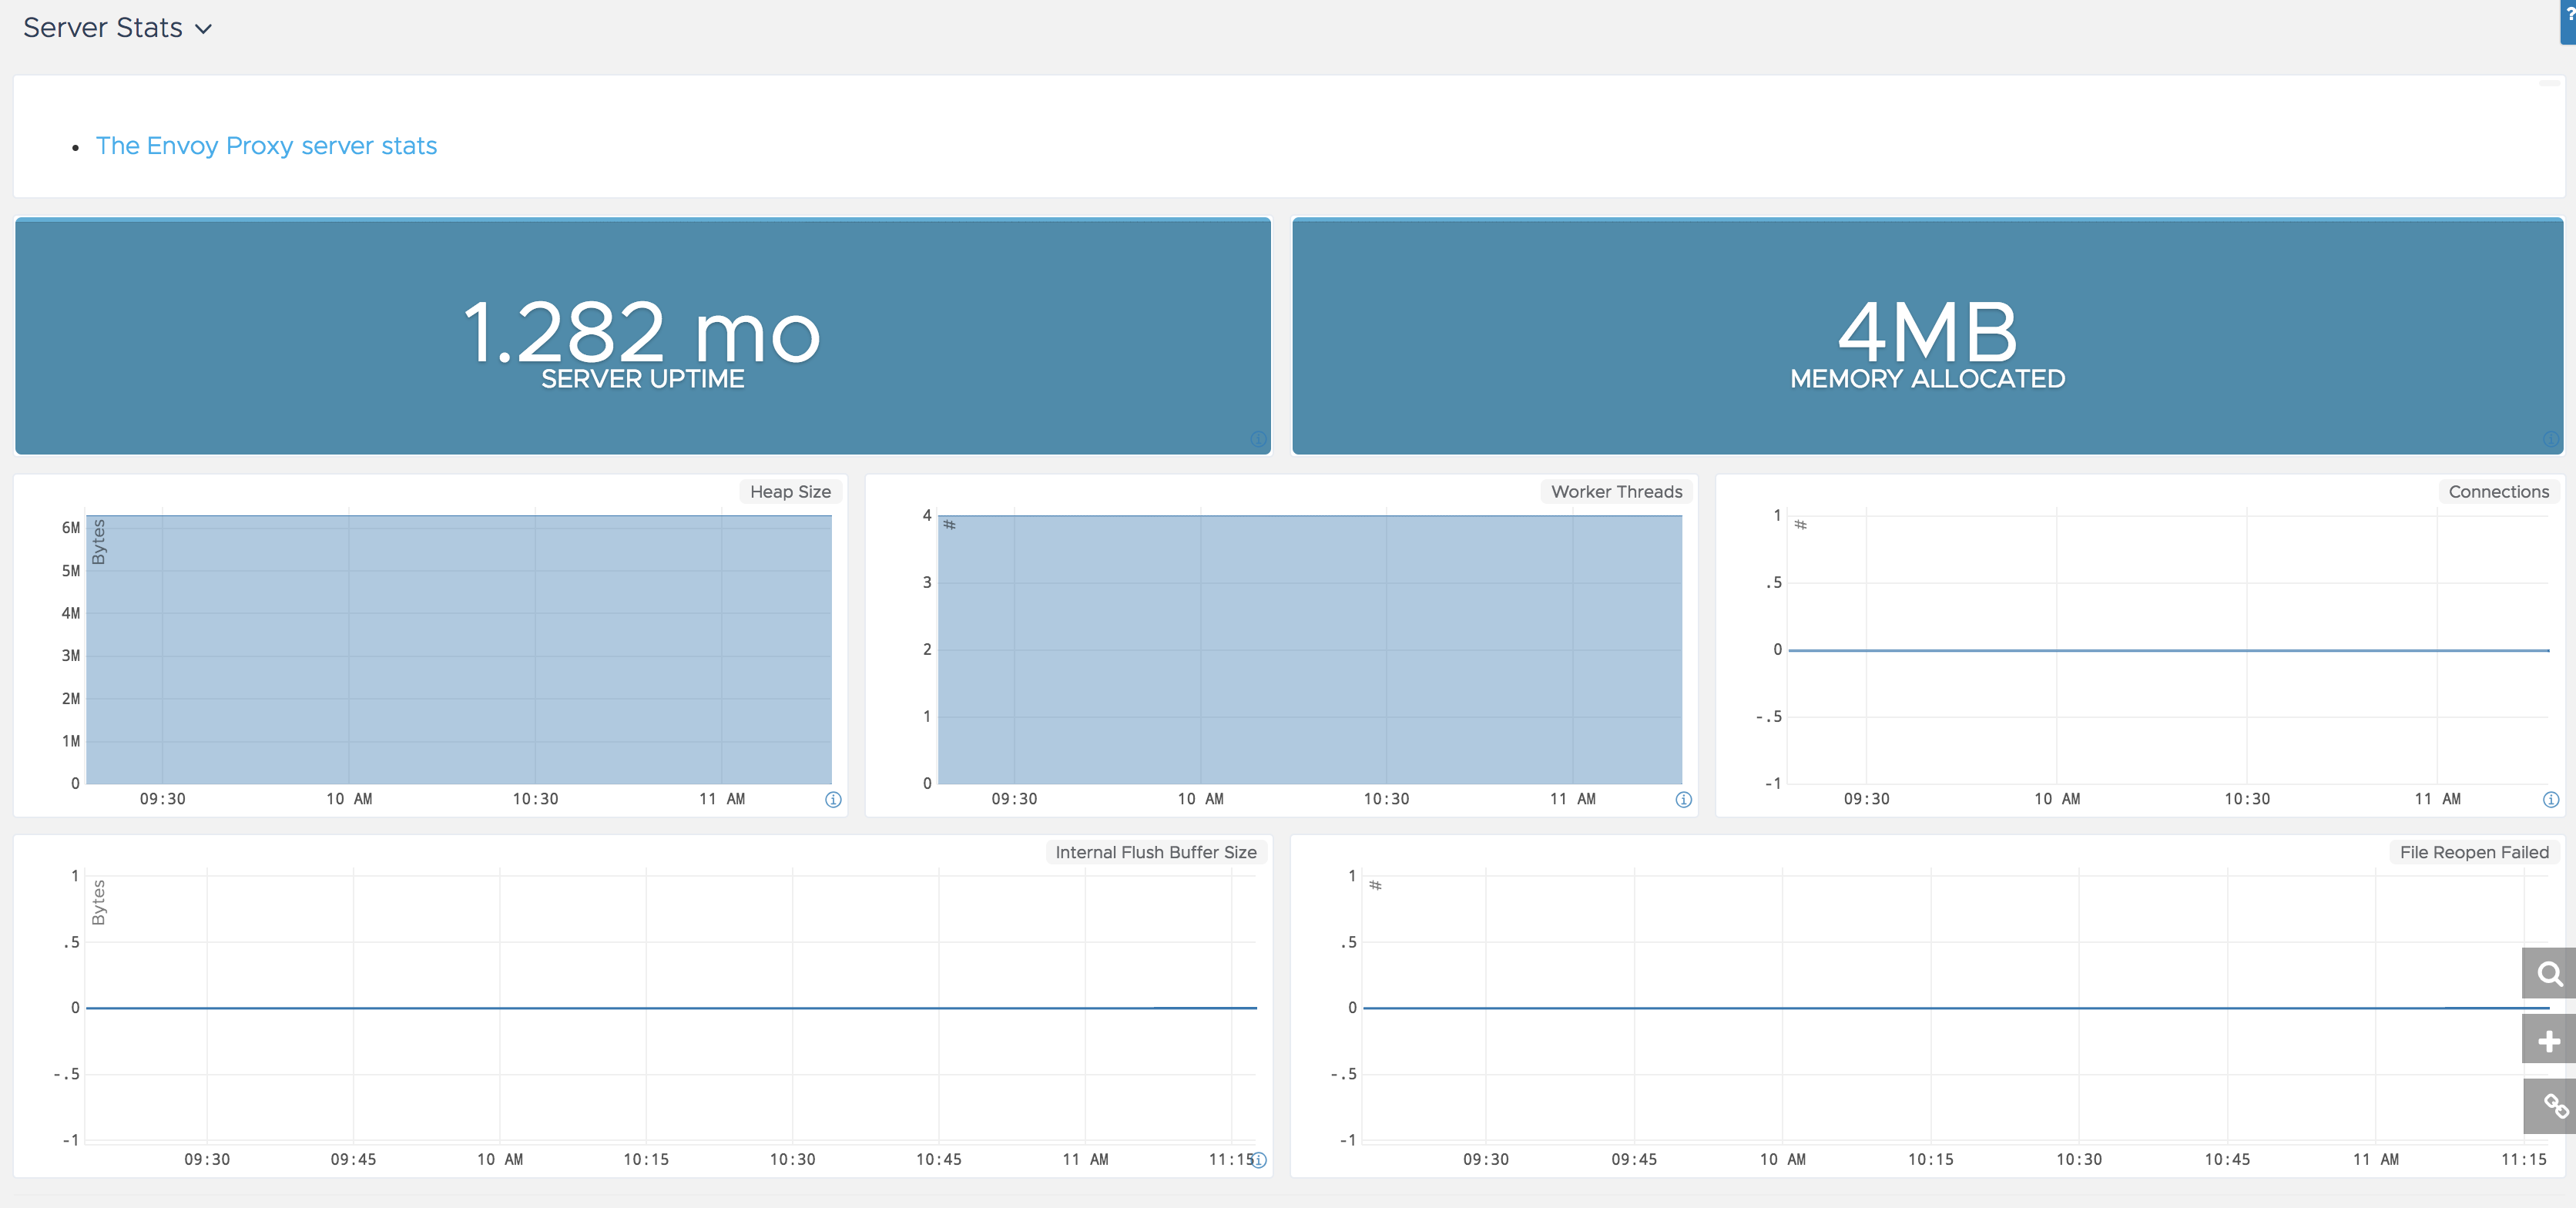 Server Stats
?
The Envoy Proxy server stats
1.282 mo
SERVER UPTIME
4MB
MEMORY ALLOCATED
Heap Size
Bytes
6M
5M
4M
3M
2M
1M
0
09:30 10 AM 10:30 11 AM
Worker Threads
#
4
3
2
1
0
09:30 10 AM 10:30 11 AM
Connections
#
1
.5
0
-.5
-1
09:30 10 AM 10:30 11 AM
Internal Flush Buffer Size
Bytes
1
.5
0
-.5
-1
09:30 09:45 10 AM 10:15 10:30 10:45 11 AM 11:15
File Reopen Failed
#
1
.5
0
-.5
-1
09:30 09:45 10 AM 10:15 10:30 10:45 11 AM 11:15